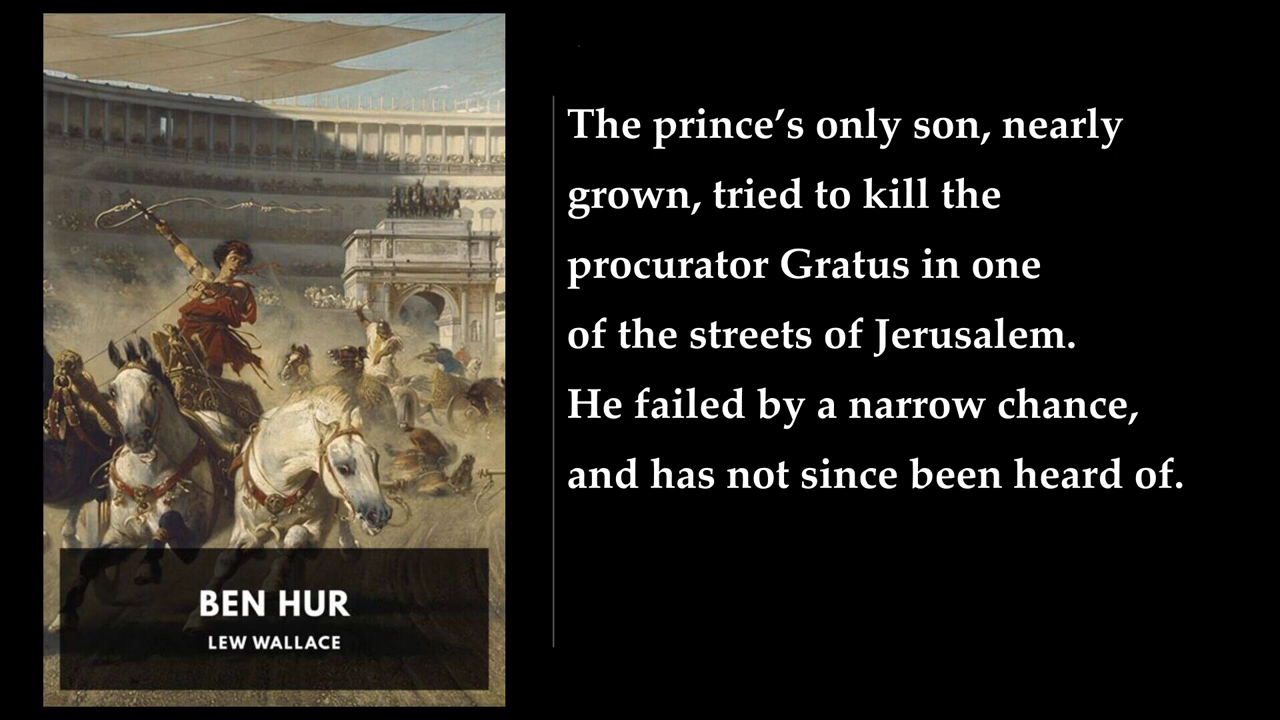 The prince’s only son, nearly
grown, tried to kill the
procurator Gratus in one
of the streets of Jerusalem.
He failed by a narrow chance,
and has not since been heard of.
BEN HUR
LEW WALLACE